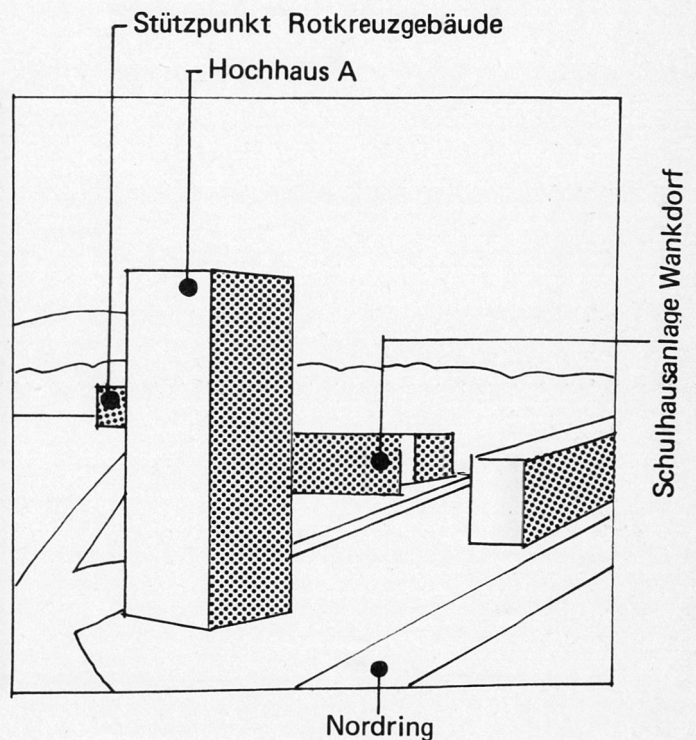 Stützpunkt Rotkreuzgebäude
Hochhaus A
Schulhausanlage Wankdorf
Nordring